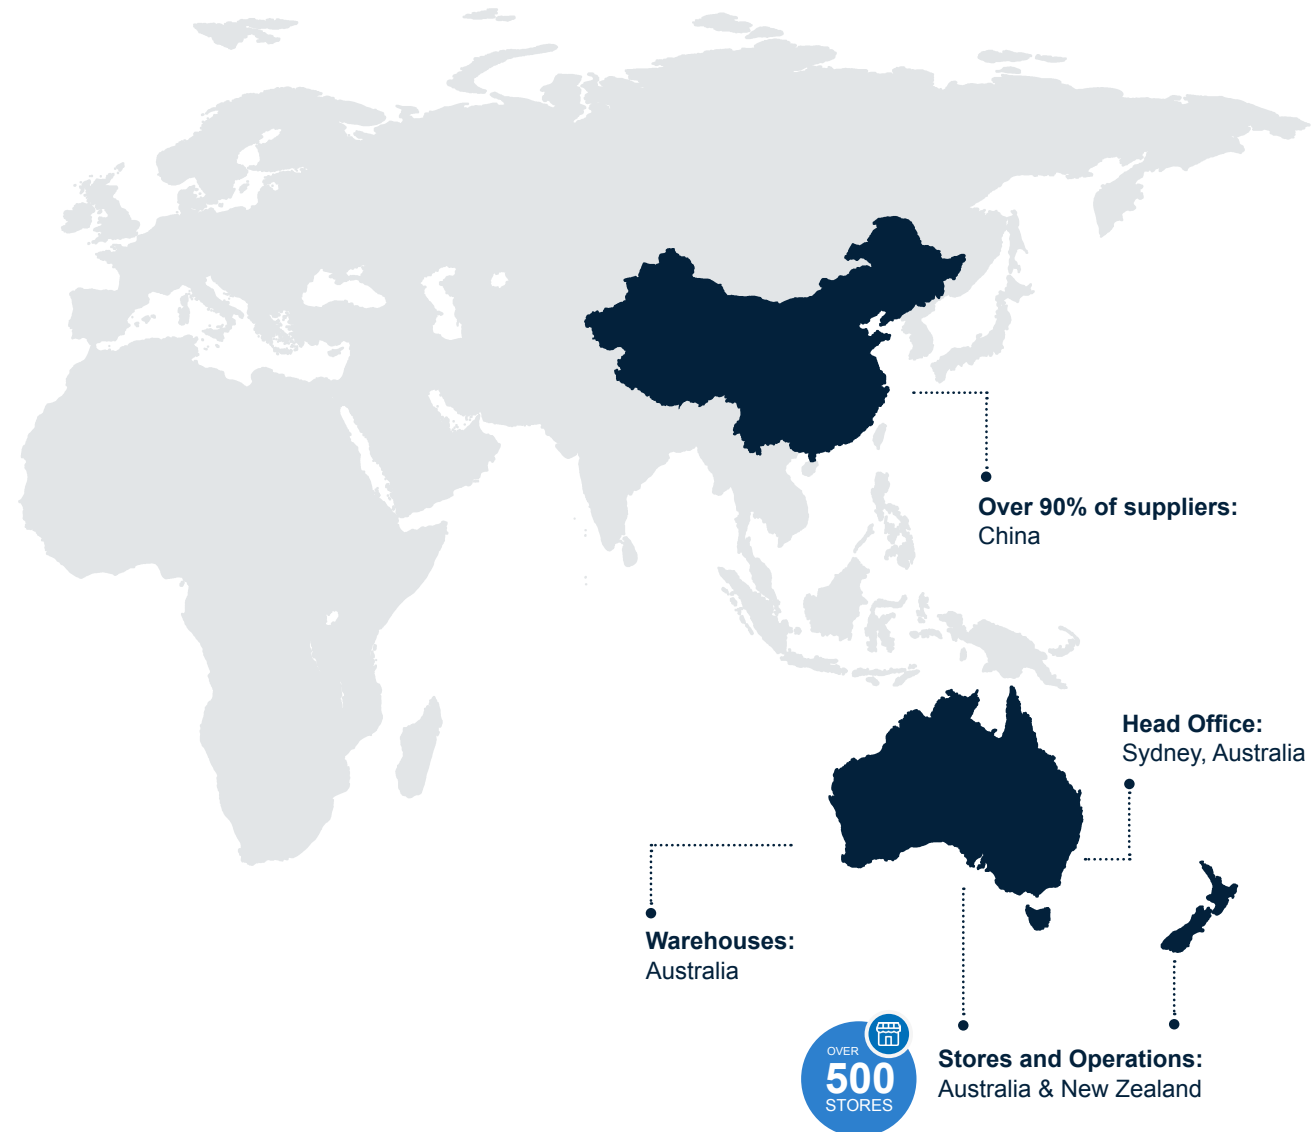 Over 90% of suppliers:
China
Head Office:
Sydney, Australia
Warehouses:
Australia
OVER
500
STORES
Stores and Operations:
Australia & New Zealand